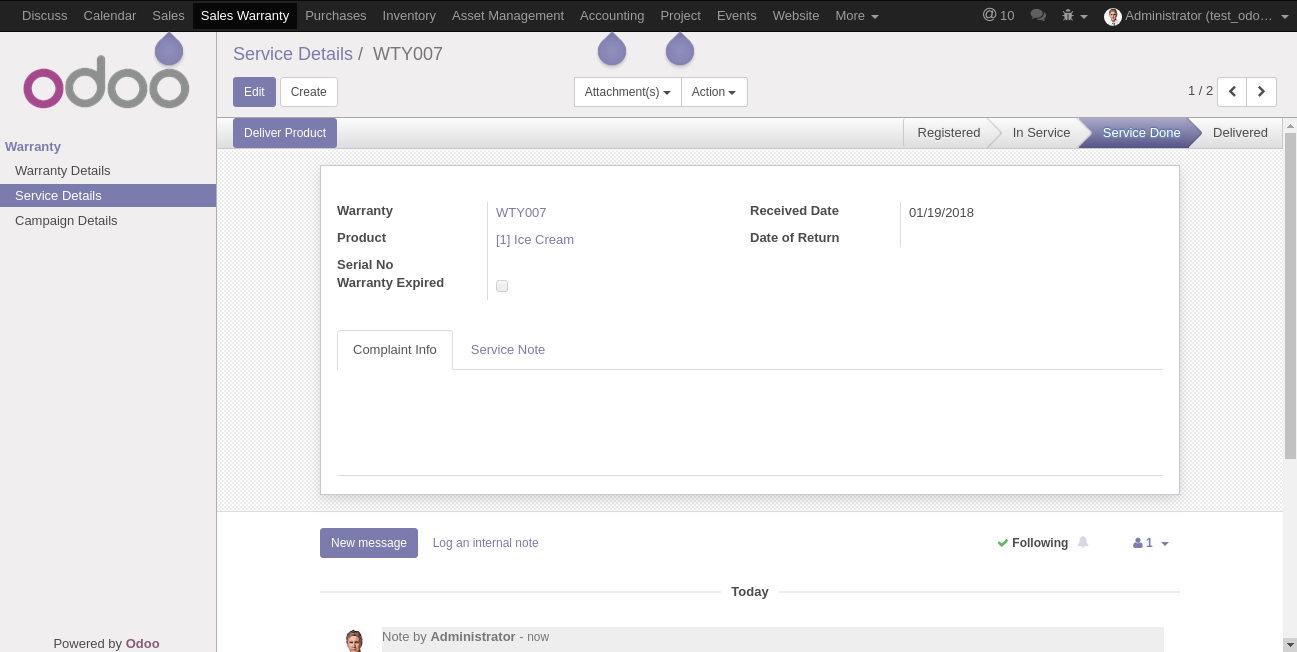 Discuss Calendar Sales Sales Warranty Purchases Inventory Asset Management Accounting Project Events Website More @ 10 Administrator (test_odo…
odoo
Service Details / WTY007
Edit Create Attachment(s) Action 1 / 2
Deliver Product Registered In Service Service Done Delivered
Warranty
Warranty Details
Service Details
Campaign Details
Warranty WTY007 Received Date 01/19/2018
Product [1] Ice Cream Date of Return
Serial No
Warranty Expired
Complaint Info Service Note
New message Log an internal note Following 1
Today
Note by Administrator - now
Powered by Odoo